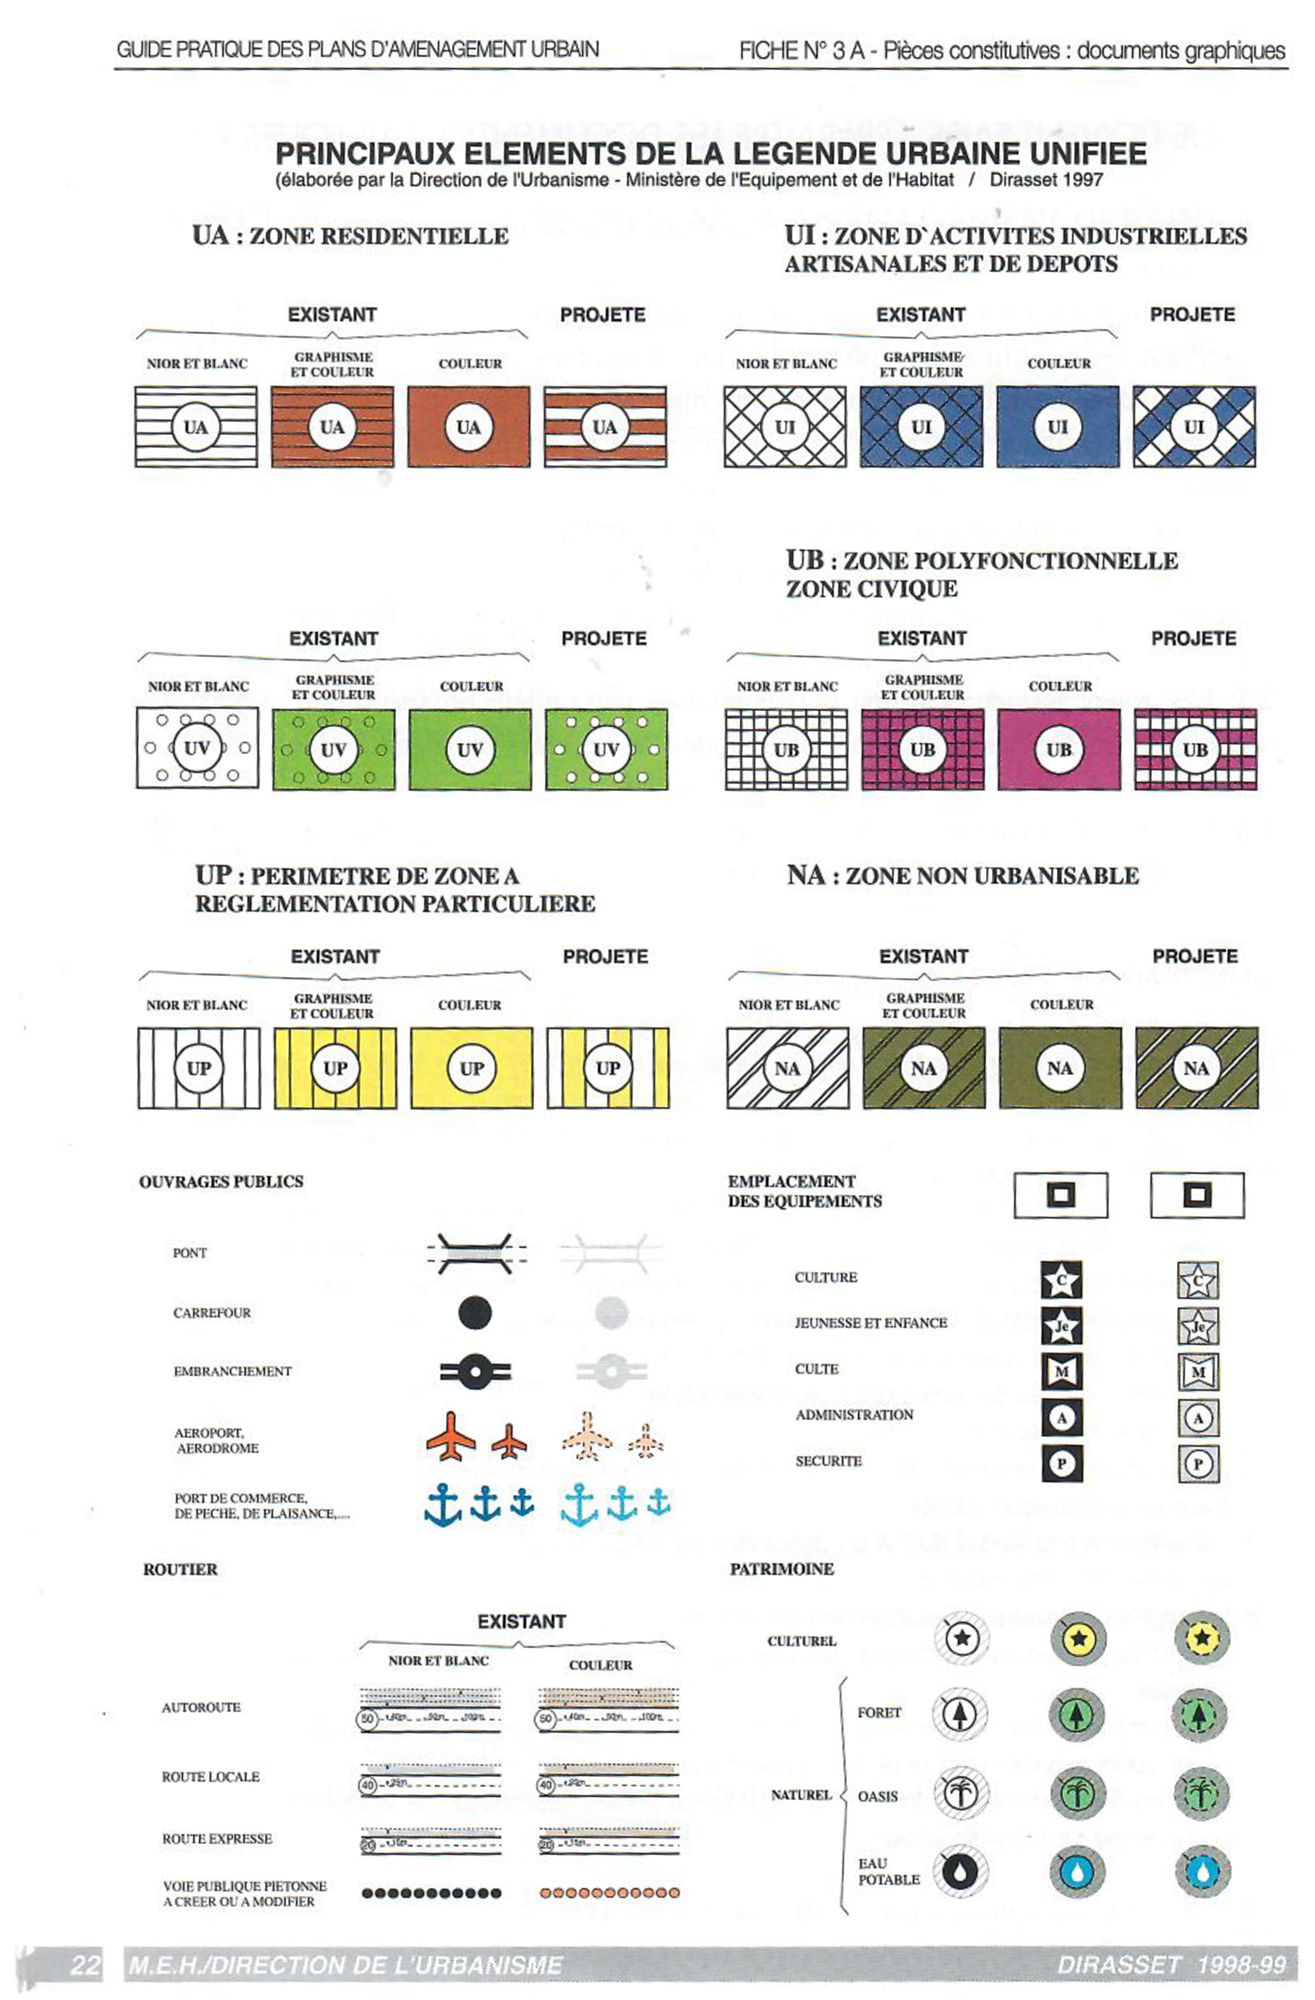 GUIDE PRATIQUE DES PLANS D'AMENAGEMENT URBAIN
FICHE N° 3 A - Pièces constitutives : documents graphiques
PRINCIPAUX ELEMENTS DE LA LEGENDE URBAINE UNIFIEE
(élaborée par la Direction de l'Urbanisme - Ministère de l'Equipement et de l'Habitat / Dirasset 1997
UA : ZONE RESIDENTIELLE
EXISTANT PROJETE
NIOR ET BLANC
GRAPHISME
ET COULEUR
COULEUR
UA UA UA UA
UI : ZONE D`ACTIVITES INDUSTRIELLES
ARTISANALES ET DE DEPOTS
EXISTANT PROJETE
NIOR ET BLANC
GRAPHISME
ET COULEUR
COULEUR
UI UI UI UI
EXISTANT PROJETE
NIOR ET BLANC
GRAPHISME
ET COULEUR
COULEUR
UV UV UV UV
UB : ZONE POLYFONCTIONNELLE
ZONE CIVIQUE
EXISTANT PROJETE
NIOR ET BLANC
GRAPHISME
ET COULEUR
COULEUR
UB UB UB UB
UP : PERIMETRE DE ZONE A
REGLEMENTATION PARTICULIERE
EXISTANT PROJETE
NIOR ET BLANC
GRAPHISME
ET COULEUR
COULEUR
UP UP UP UP
NA : ZONE NON URBANISABLE
EXISTANT PROJETE
NIOR ET BLANC
GRAPHISME
ET COULEUR
COULEUR
NA NA NA NA
OUVRAGES PUBLICS
PONT
CARREFOUR
EMBRANCHEMENT
AEROPORT,
AERODROME
PORT DE COMMERCE,
DE PECHE, DE PLAISANCE,....
EMPLACEMENT
DES EQUIPEMENTS
CULTURE C C
JEUNESSE ET ENFANCE Je Je
CULTE M M
ADMINISTRATION A A
SECURITE P P
ROUTIER
EXISTANT
NIOR ET BLANC COULEUR
AUTOROUTE
50 50
ROUTE LOCALE
40 40
ROUTE EXPRESSE
20 20
VOIE PUBLIQUE PIETONNE
A CREER OU A MODIFIER
PATRIMOINE
CULTUREL
NATUREL
FORET
OASIS
EAU
POTABLE
22 M.E.H./DIRECTION DE L'URBANISME
DIRASSET 1998-99